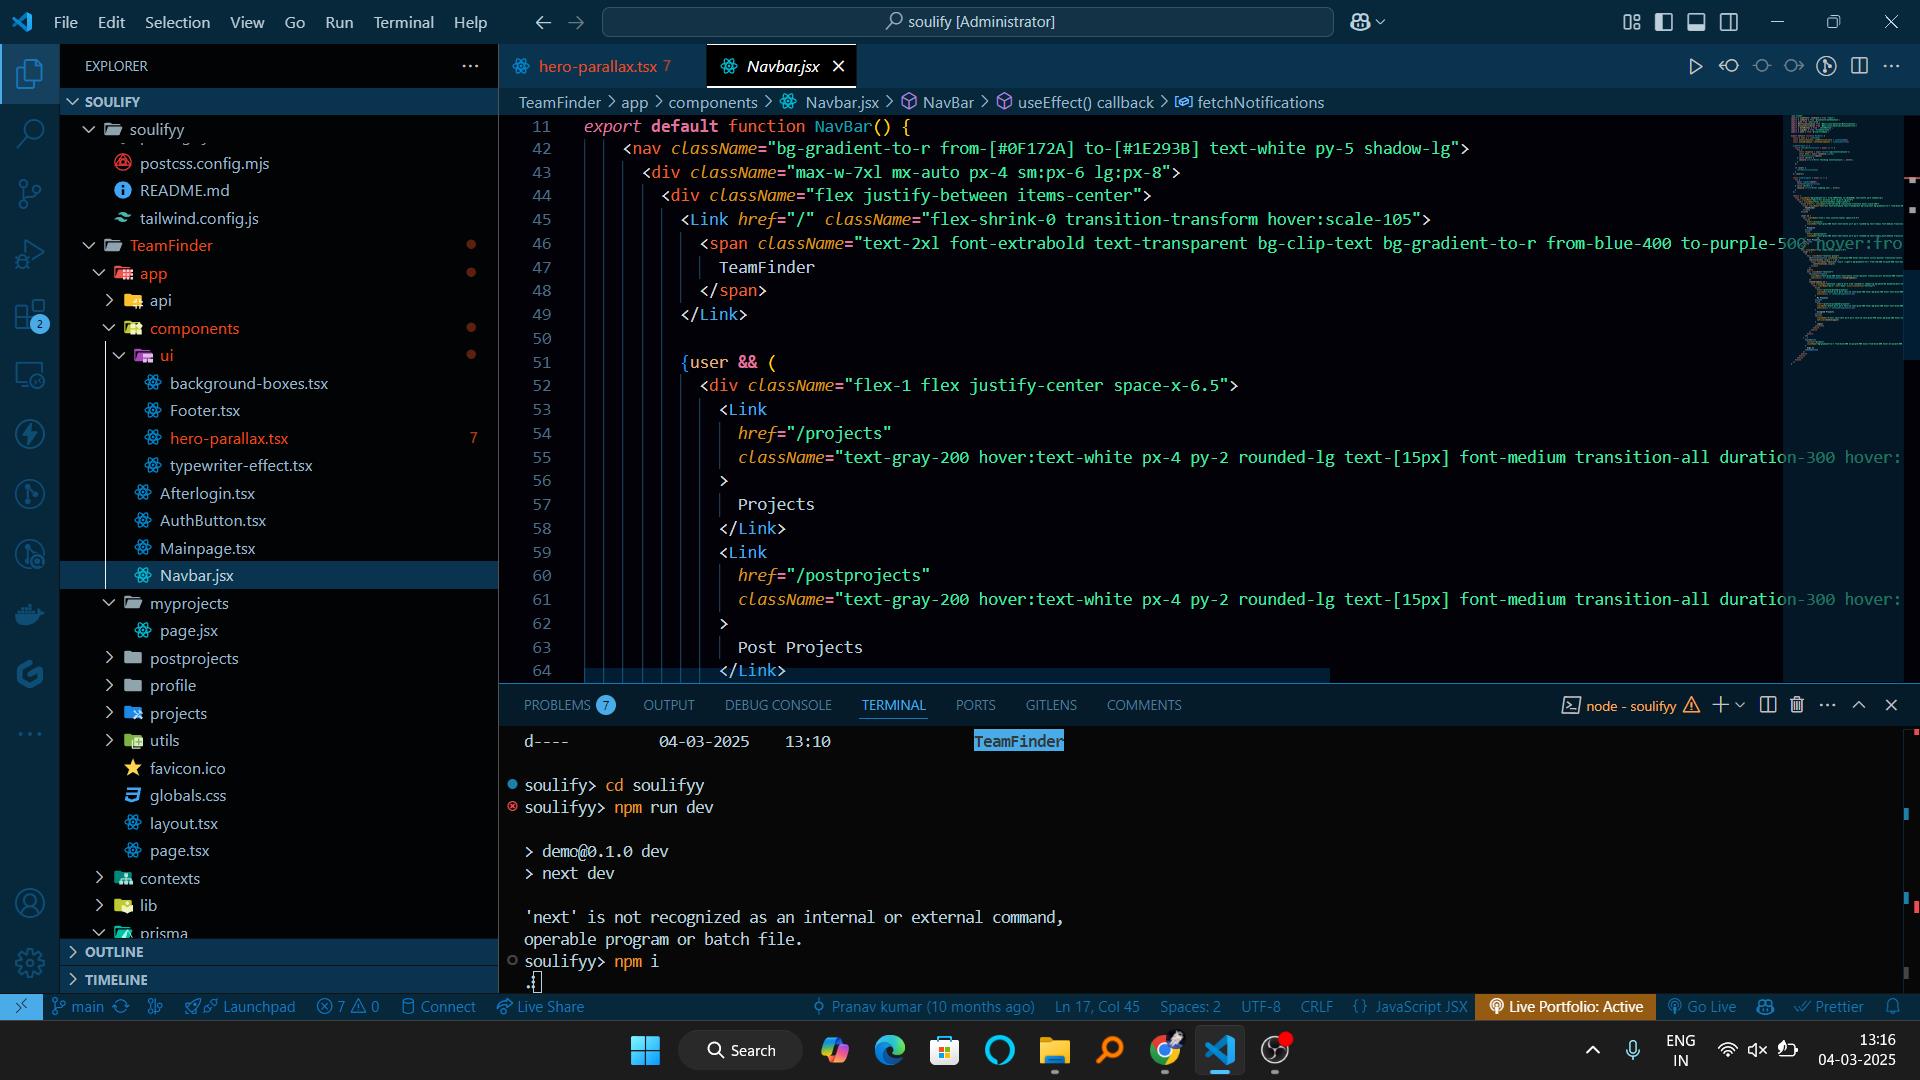 File Edit Selection View Go Run Terminal Help
soulify [Administrator]
EXPLORER
SOULIFY
soulifyy
postcss.config.mjs
README.md
tailwind.config.js
TeamFinder
app
api
components
ui
background-boxes.tsx
Footer.tsx
hero-parallax.tsx 7
typewriter-effect.tsx
Afterlogin.tsx
AuthButton.tsx
Mainpage.tsx
Navbar.jsx
myprojects
page.jsx
postprojects
profile
projects
utils
favicon.ico
globals.css
layout.tsx
page.tsx
contexts
lib
prisma
OUTLINE
TIMELINE
2
hero-parallax.tsx 7
Navbar.jsx
TeamFinder > app > components > Navbar.jsx > NavBar > useEffect() callback > fetchNotifications
11 export default function NavBar() {
42 <nav className="bg-gradient-to-r from-[#0F172A] to-[#1E293B] text-white py-5 shadow-lg">
43 <div className="max-w-7xl mx-auto px-4 sm:px-6 lg:px-8">
44 <div className="flex justify-between items-center">
45 <Link href="/" className="flex-shrink-0 transition-transform hover:scale-105">
46 <span className="text-2xl font-extrabold text-transparent bg-clip-text bg-gradient-to-r from-blue-400 to-purple-500 hover:fro
47 TeamFinder
48 </span>
49 </Link>
50
51 {user && (
52 <div className="flex-1 flex justify-center space-x-6.5">
53 <Link
54 href="/projects"
55 className="text-gray-200 hover:text-white px-4 py-2 rounded-lg text-[15px] font-medium transition-all duration-300 hover:
56 >
57 Projects
58 </Link>
59 <Link
60 href="/postprojects"
61 className="text-gray-200 hover:text-white px-4 py-2 rounded-lg text-[15px] font-medium transition-all duration-300 hover:
62 >
63 Post Projects
64 </Link>
PROBLEMS 7 OUTPUT DEBUG CONSOLE TERMINAL PORTS GITLENS COMMENTS
node - soulifyy
d---- 04-03-2025 13:10 TeamFinder
soulify> cd soulifyy
soulifyy> npm run dev
> demo@0.1.0 dev
> next dev
'next' is not recognized as an internal or external command,
operable program or batch file.
soulifyy> npm i
main Launchpad 7 0 Connect Live Share Pranav kumar (10 months ago) Ln 17, Col 45 Spaces: 2 UTF-8 CRLF {} JavaScript JSX Live Portfolio: Active Go Live Prettier
Search
ENG
IN
13:16
04-03-2025